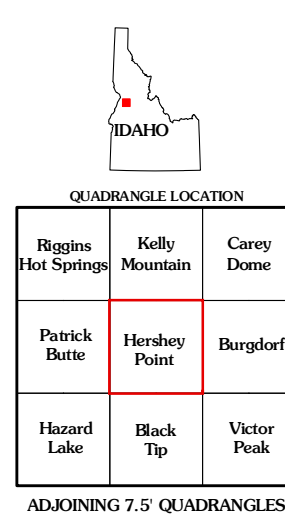 IDAHO
QUADRANGLE LOCATION
Riggins
Hot Springs
Kelly
Mountain
Carey
Dome
Patrick
Butte
Hershey
Point
Burgdorf
Hazard
Lake
Black
Tip
Victor
Peak
ADJOINING 7.5' QUADRANGLES